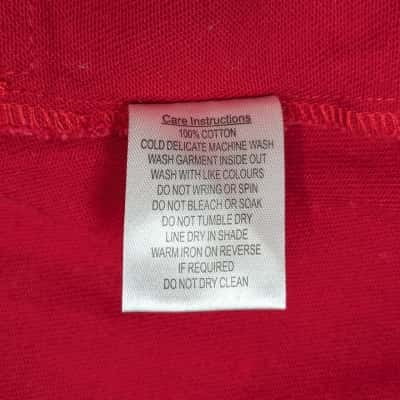 Care Instructions
100% COTTON
COLD DELICATE MACHINE WASH
WASH GARMENT INSIDE OUT
WASH WITH LIKE COLOURS
DO NOT WRING OR SPIN
DO NOT BLEACH OR SOAK
DO NOT TUMBLE DRY
LINE DRY IN SHADE
WARM IRON ON REVERSE
IF REQUIRED
DO NOT DRY CLEAN